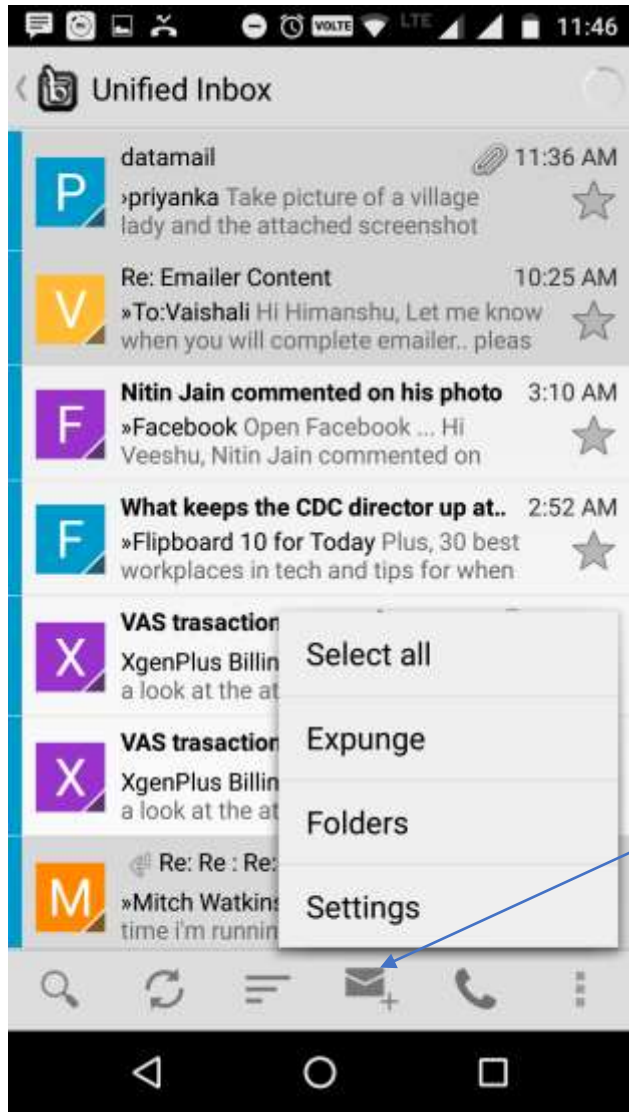 VOLTE LTE 11:46
Unified Inbox
datamail 11:36 AM
P
»priyanka Take picture of a village
lady and the attached screenshot
Re: Emailer Content 10:25 AM
V
»To:Vaishali Hi Himanshu, Let me know
when you will complete emailer.. pleas
Nitin Jain commented on his photo 3:10 AM
F
»Facebook Open Facebook ... Hi
Veeshu, Nitin Jain commented on
What keeps the CDC director up at.. 2:52 AM
F
»Flipboard 10 for Today Plus, 30 best
workplaces in tech and tips for when
VAS trasaction
X
XgenPlus Billin
a look at the at
VAS trasaction
X
XgenPlus Billin
a look at the at
Re: Re : Re:
M
»Mitch Watkins
time i'm runnin
Select all
Expunge
Folders
Settings